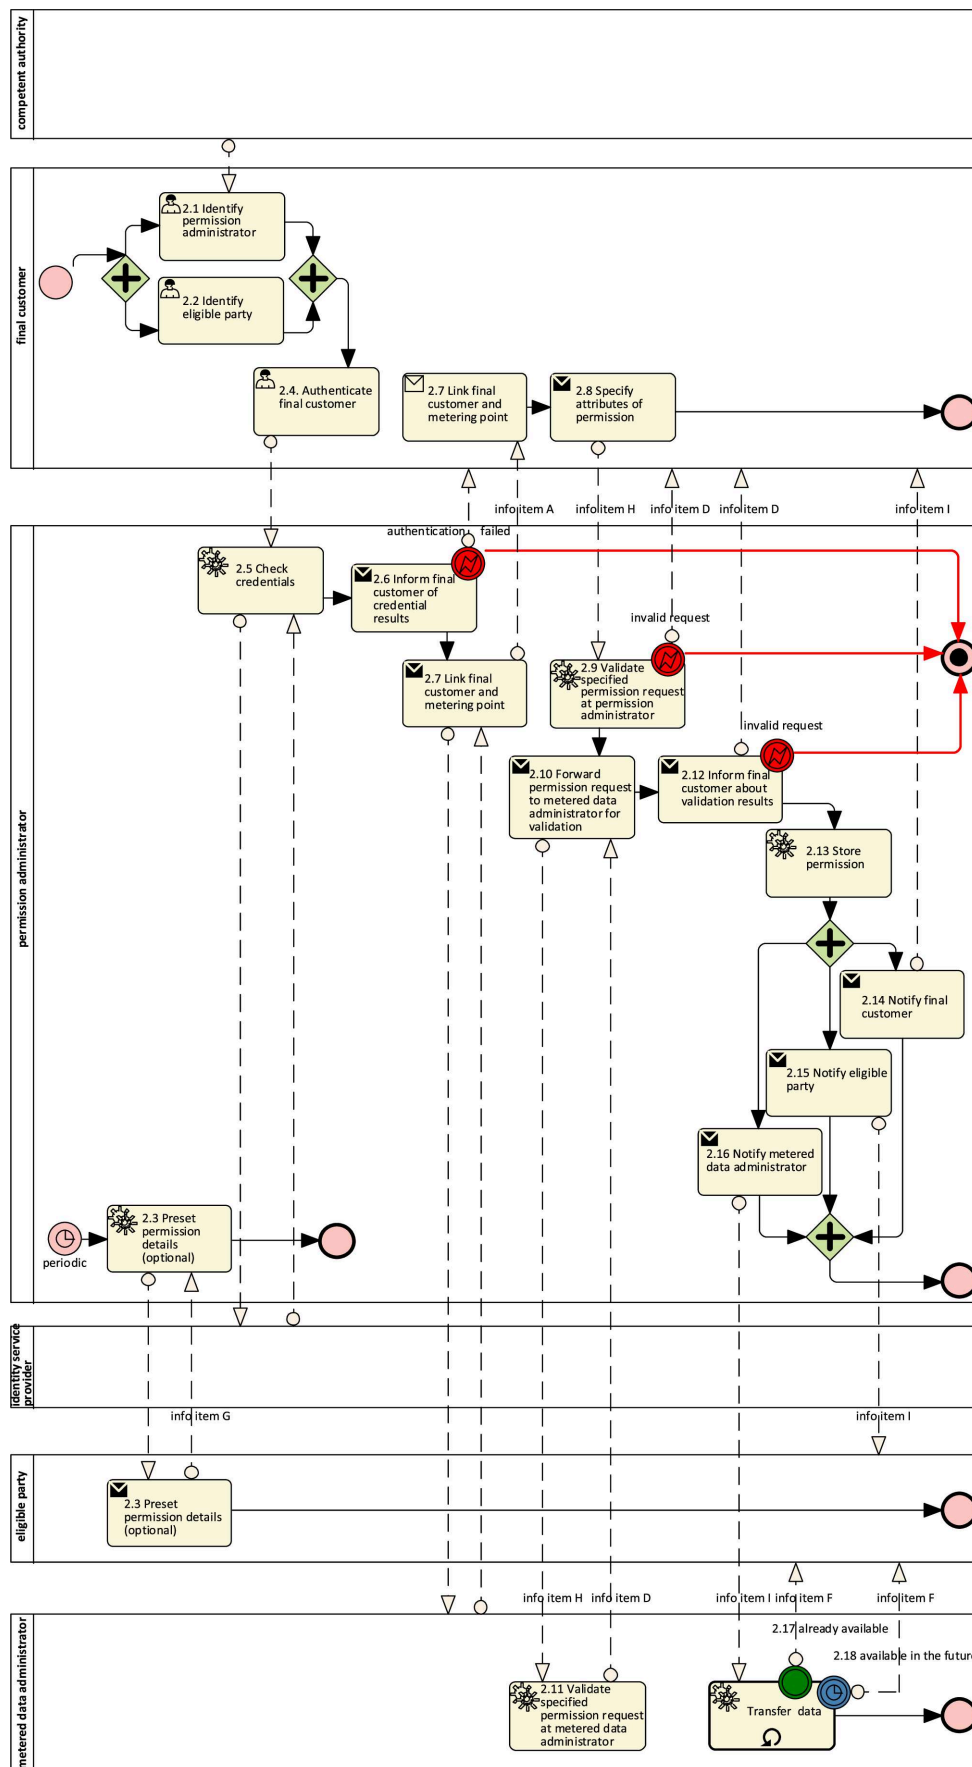 competent authority
final customer
2.1 Identify
permission
administrator
2.2 Identify
eligible party
2.4. Authenticate
final customer
2.7 Link final
customer and
metering point
2.8 Specify
attributes of
permission
info item A
info item H
info item D
info item D
info item I
permission administrator
authentication failed
2.5 Check
credentials
2.6 Inform final
customer of
credential
results
invalid request
2.7 Link final
customer and
metering point
2.9 Validate
specified
permission request
at permission
administrator
invalid request
2.10 Forward
permission request
to metered data
administrator for
validation
2.12 Inform final
customer about
validation results
2.13 Store
permission
2.14 Notify final
customer
2.15 Notify eligible
party
2.16 Notify metered
data administrator
periodic
2.3 Preset
permission
details
(optional)
identity service
provider
info item G
info item I
eligible party
2.3 Preset
permission details
(optional)
info item H
info item D
info item I
info item F
info item F
metered data administrator
2.17 already available
2.18 available in the future
2.11 Validate
specified
permission request
at metered data
administrator
Transfer data